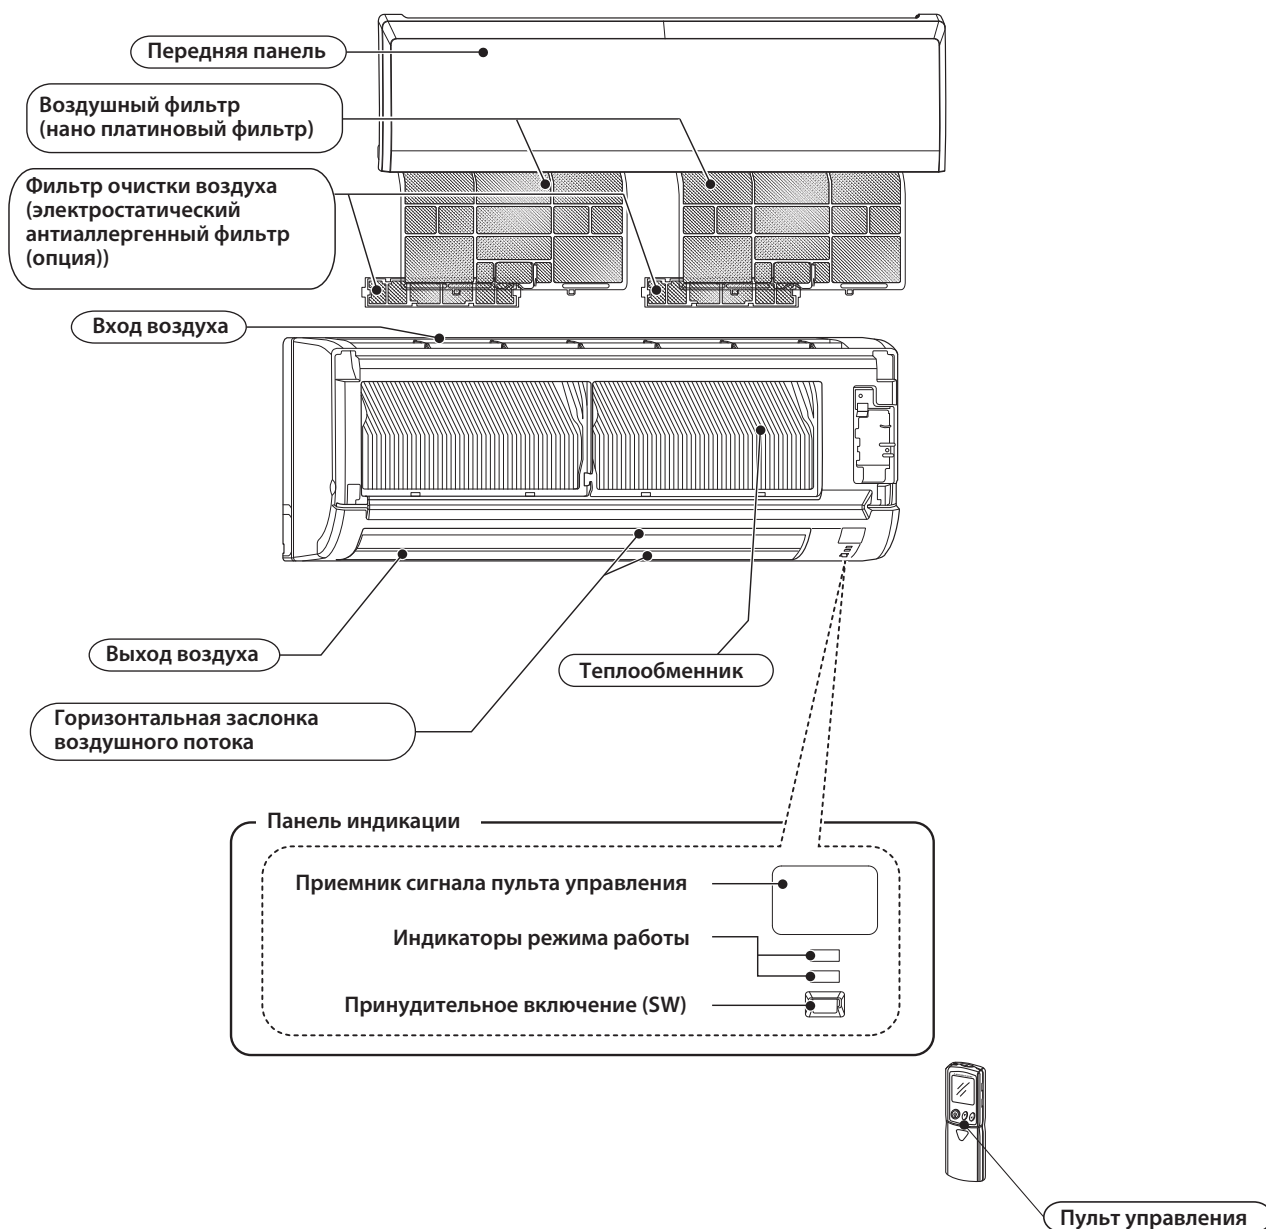 Передняя панель
Воздушный фильтр
(нано платиновый фильтр)
Фильтр очистки воздуха
(электростатический
антиаллергенный фильтр
(опция))
Вход воздуха
Выход воздуха
Теплообменник
Горизонтальная заслонка
воздушного потока
Панель индикации
Приемник сигнала пульта управления
Индикаторы режима работы
Принудительное включение (SW)
Пульт управления